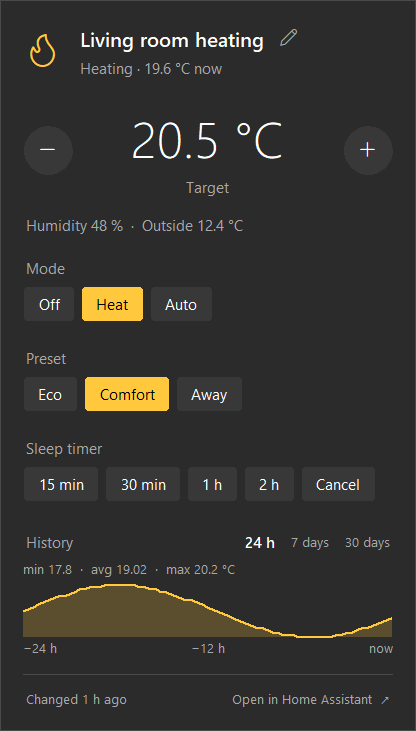 Living room heating
Heating · 19.6 °C now
− 20.5 °C +
Target
Humidity 48 % · Outside 12.4 °C
Mode
Off Heat Auto
Preset
Eco Comfort Away
Sleep timer
15 min 30 min 1 h 2 h Cancel
History 24 h 7 days 30 days
min 17.8 · avg 19.02 · max 20.2 °C
−24 h −12 h now
Changed 1 h ago Open in Home Assistant ↗